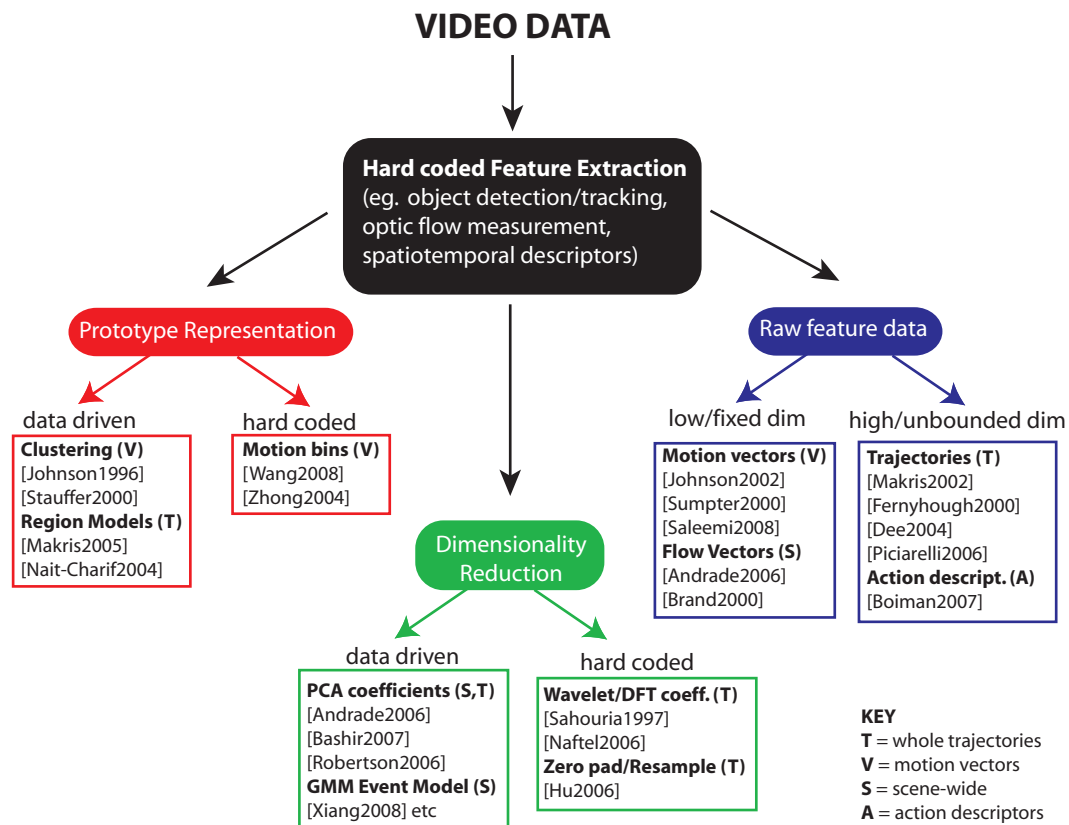 VIDEO DATA
Hard coded Feature Extraction
(eg. object detection/tracking,
optic flow measurement,
spatiotemporal descriptors)
Prototype Representation
data driven
Clustering (V)
[Johnson1996]
[Stauffer2000]
Region Models (T)
[Makris2005]
[Nait-Charif2004]
hard coded
Motion bins (V)
[Wang2008]
[Zhong2004]
Dimensionality
Reduction
data driven
PCA coefficients (S,T)
[Andrade2006]
[Bashir2007]
[Robertson2006]
GMM Event Model (S)
[Xiang2008] etc
hard coded
Wavelet/DFT coeff. (T)
[Sahouria1997]
[Naftel2006]
Zero pad/Resample (T)
[Hu2006]
Raw feature data
low/fixed dim
Motion vectors (V)
[Johnson2002]
[Sumpter2000]
[Saleemi2008]
Flow Vectors (S)
[Andrade2006]
[Brand2000]
high/unbounded dim
Trajectories (T)
[Makris2002]
[Fernyhough2000]
[Dee2004]
[Piciarelli2006]
Action descript. (A)
[Boiman2007]
KEY
T = whole trajectories
V = motion vectors
S = scene-wide
A = action descriptors